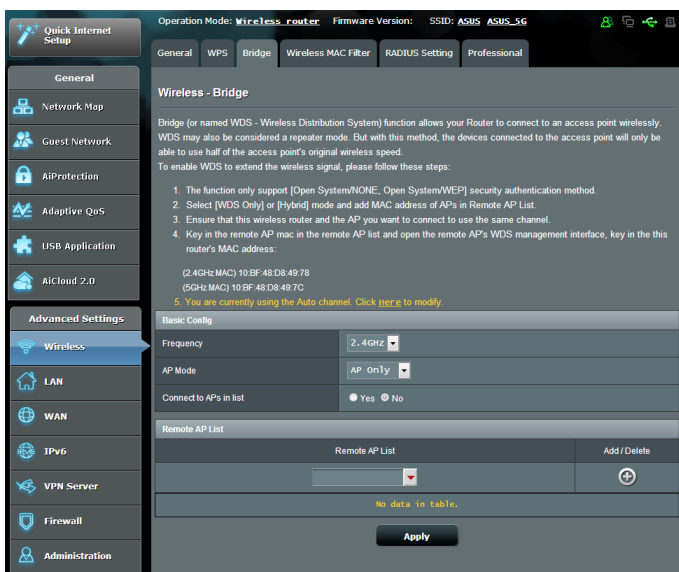 Quick Internet
Setup
Operation Mode: Wireless router Firmware Version: SSID: ASUS ASUS_5G
General WPS Bridge Wireless MAC Filter RADIUS Setting Professional
General
Network Map
Guest Network
AiProtection
Adaptive QoS
USB Application
AiCloud 2.0
Advanced Settings
Wireless
LAN
WAN
IPv6
VPN Server
Firewall
Administration
Wireless - Bridge
Bridge (or named WDS - Wireless Distribution System) function allows your Router to connect to an access point wirelessly.
WDS may also be considered a repeater mode. But with this method, the devices connected to the access point will only be
able to use half of the access point's original wireless speed.
To enable WDS to extend the wireless signal, please follow these steps:
1. The function only support [Open System/NONE, Open System/WEP] security authentication method.
2. Select [WDS Only] or [Hybrid] mode and add MAC address of APs in Remote AP List.
3. Ensure that this wireless router and the AP you want to connect to use the same channel.
4. Key in the remote AP mac in the remote AP list and open the remote AP's WDS management interface, key in the this
router's MAC address:
(2.4GHz MAC) 10:BF:48:D8:49:78
(5GHz MAC) 10:BF:48:D8:49:7C
5. You are currently using the Auto channel. Click Here to modify.
Basic Config
Frequency 2.4GHz
AP Mode AP Only
Connect to APs in list Yes No
Remote AP List
Remote AP List Add / Delete
No data in table.
Apply